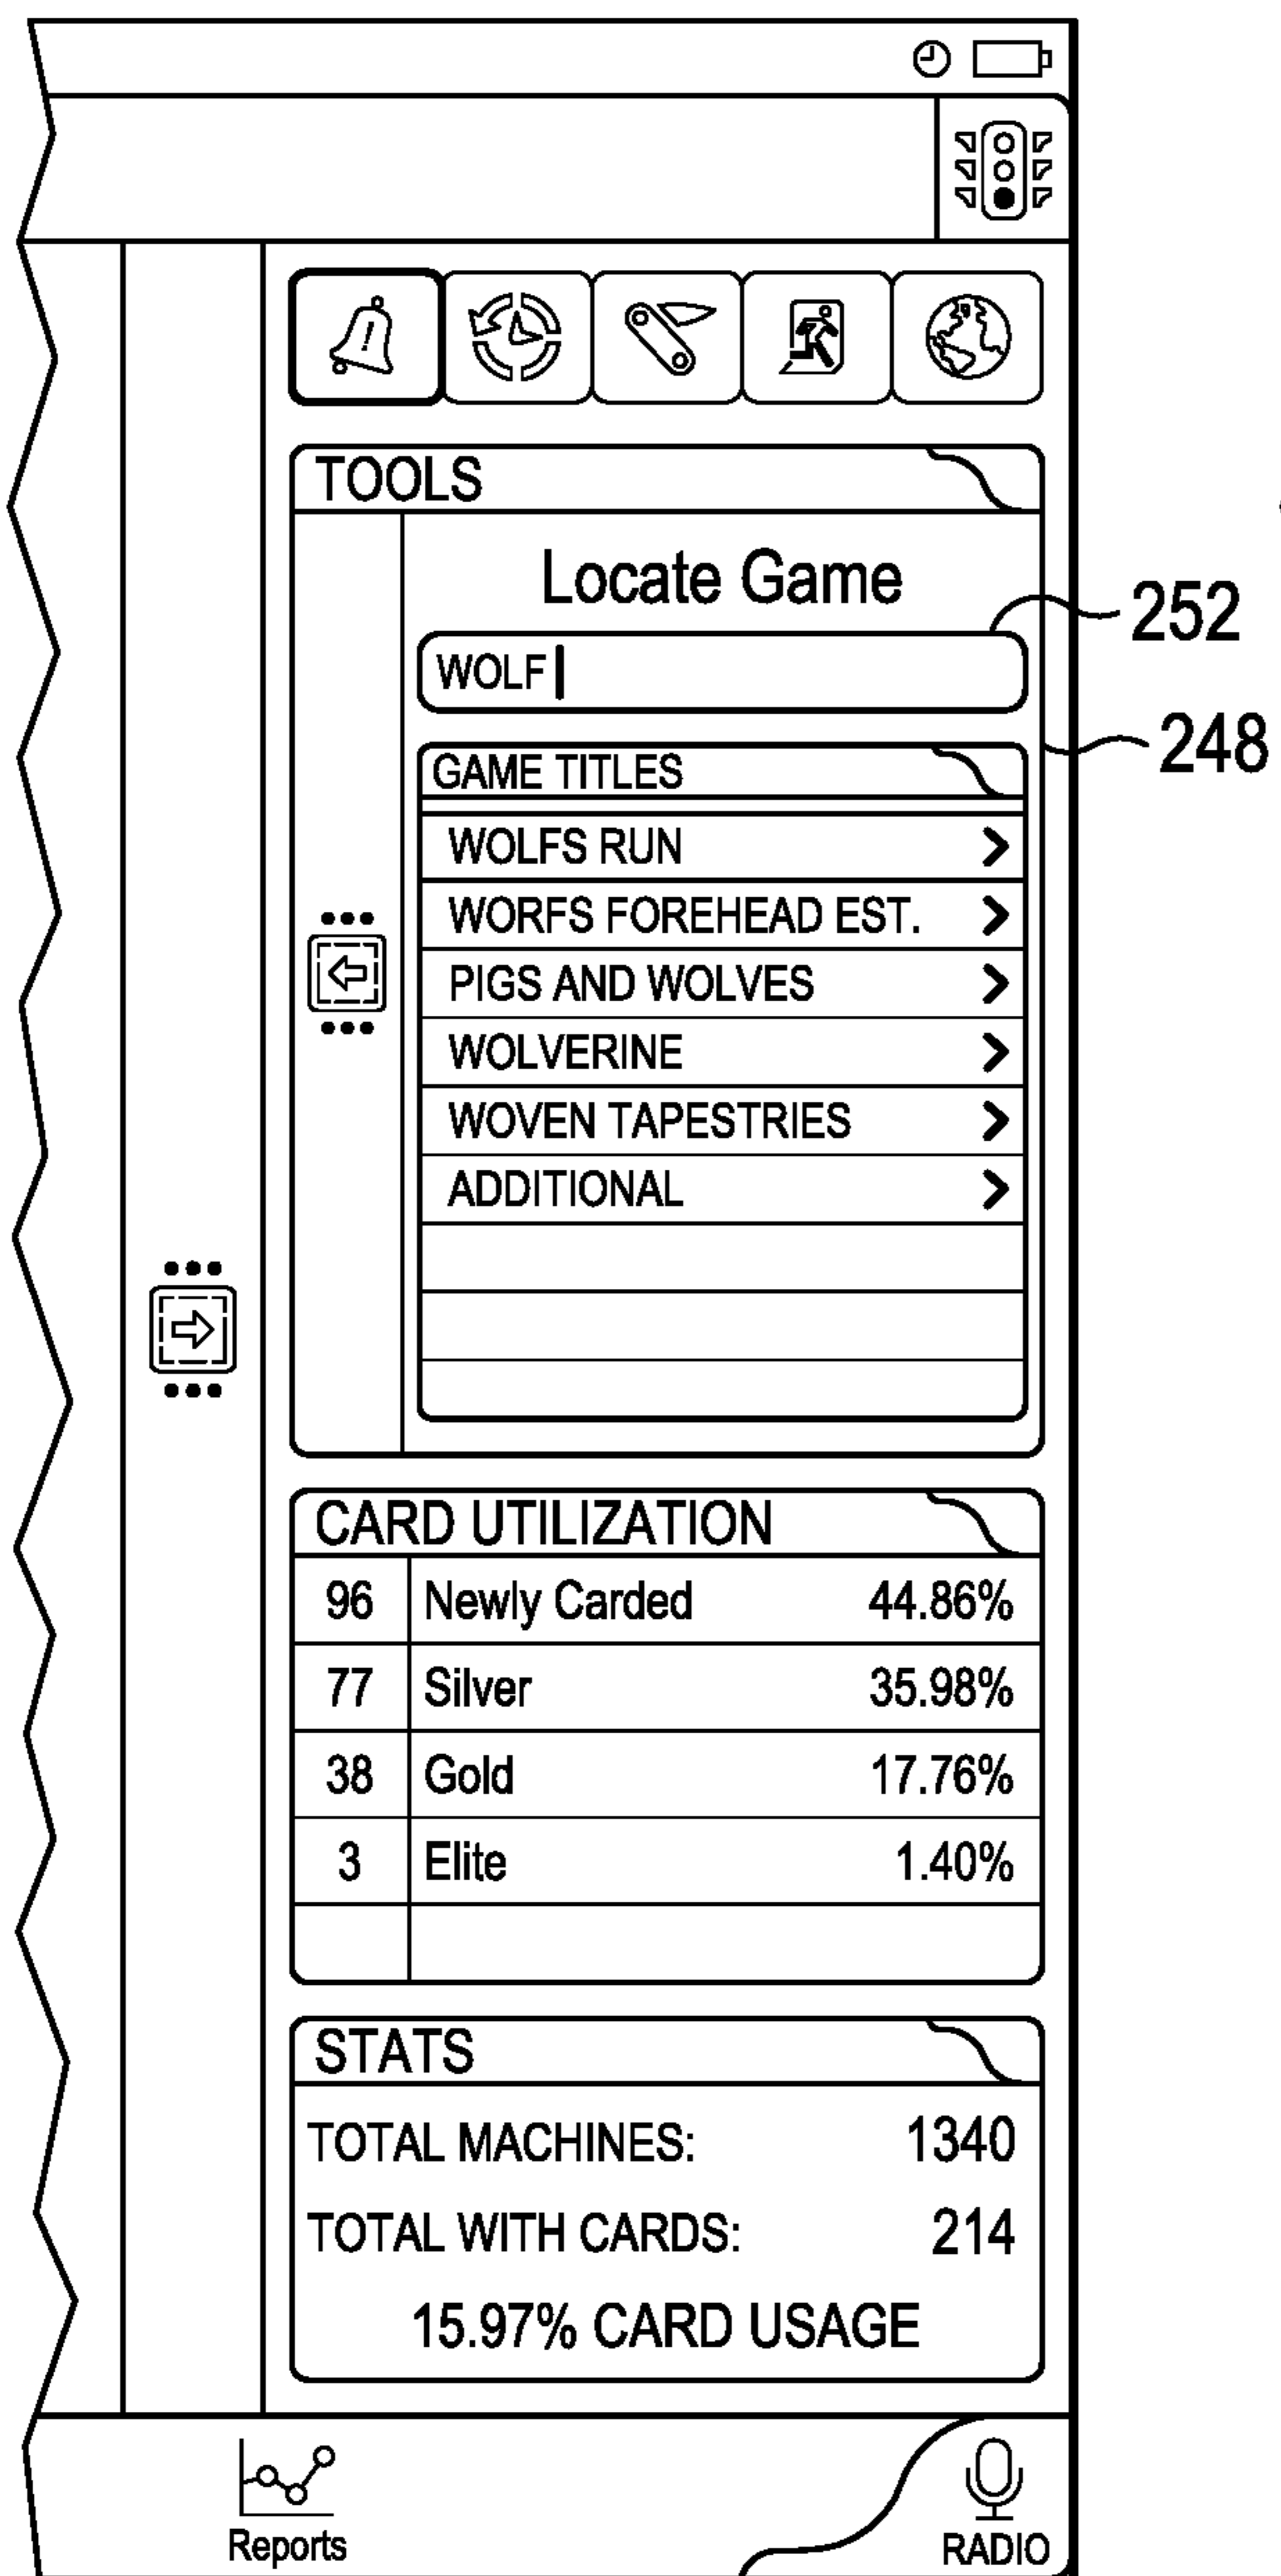 TOOLS
Locate Game
252
WOLF
248
GAME TITLES
WOLFS RUN
WORFS FOREHEAD EST.
PIGS AND WOLVES
WOLVERINE
WOVEN TAPESTRIES
ADDITIONAL
CARD UTILIZATION
96 Newly Carded 44.86%
77 Silver 35.98%
38 Gold 17.76%
3 Elite 1.40%
STATS
TOTAL MACHINES: 1340
TOTAL WITH CARDS: 214
15.97% CARD USAGE
Reports
RADIO